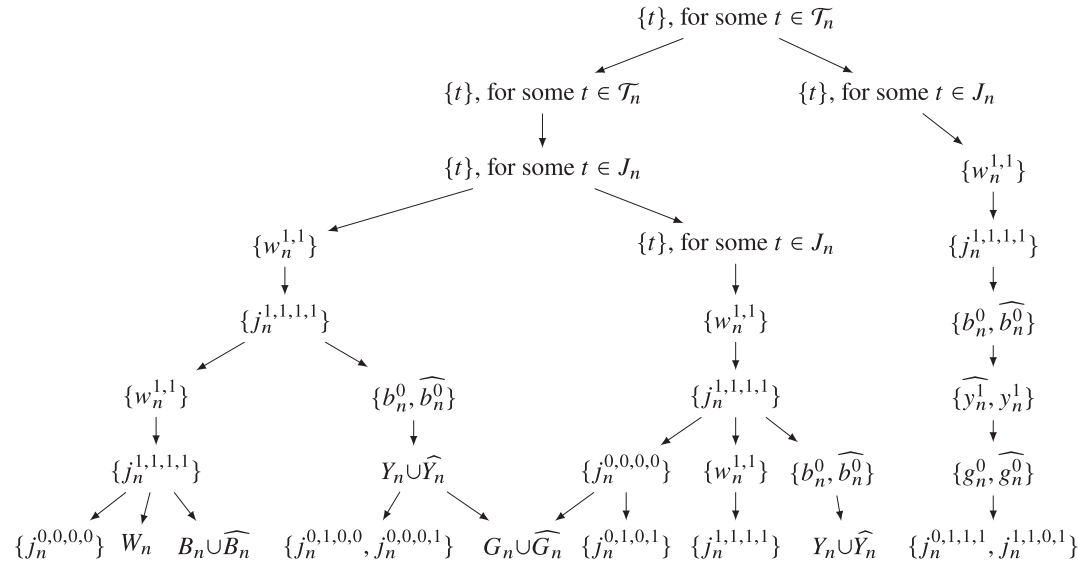 {t}, for some t ∈ 𝒯ₙ
{t}, for some t ∈ 𝒯ₙ {t}, for some t ∈ Jₙ
{t}, for some t ∈ Jₙ {w_n^{1,1}}
{w_n^{1,1}} {t}, for some t ∈ Jₙ {j_n^{1,1,1,1}}
{j_n^{1,1,1,1}} {w_n^{1,1}} {b_n^0, \widehat{b_n^0}}
{w_n^{1,1}} {b_n^0, \widehat{b_n^0}} {j_n^{1,1,1,1}} {\widehat{y_n^1}, y_n^1}
{j_n^{1,1,1,1}} Y_n∪\widehat{Y_n} {j_n^{0,0,0,0}} {w_n^{1,1}} {b_n^0, \widehat{b_n^0}} {g_n^0, \widehat{g_n^0}}
{j_n^{0,0,0,0}} W_n B_n∪\widehat{B_n} {j_n^{0,1,0,0}, j_n^{0,0,0,1}} G_n∪\widehat{G_n} {j_n^{0,1,0,1}} {j_n^{1,1,1,1}} Y_n∪\widehat{Y_n} {j_n^{0,1,1,1}, j_n^{1,1,0,1}}